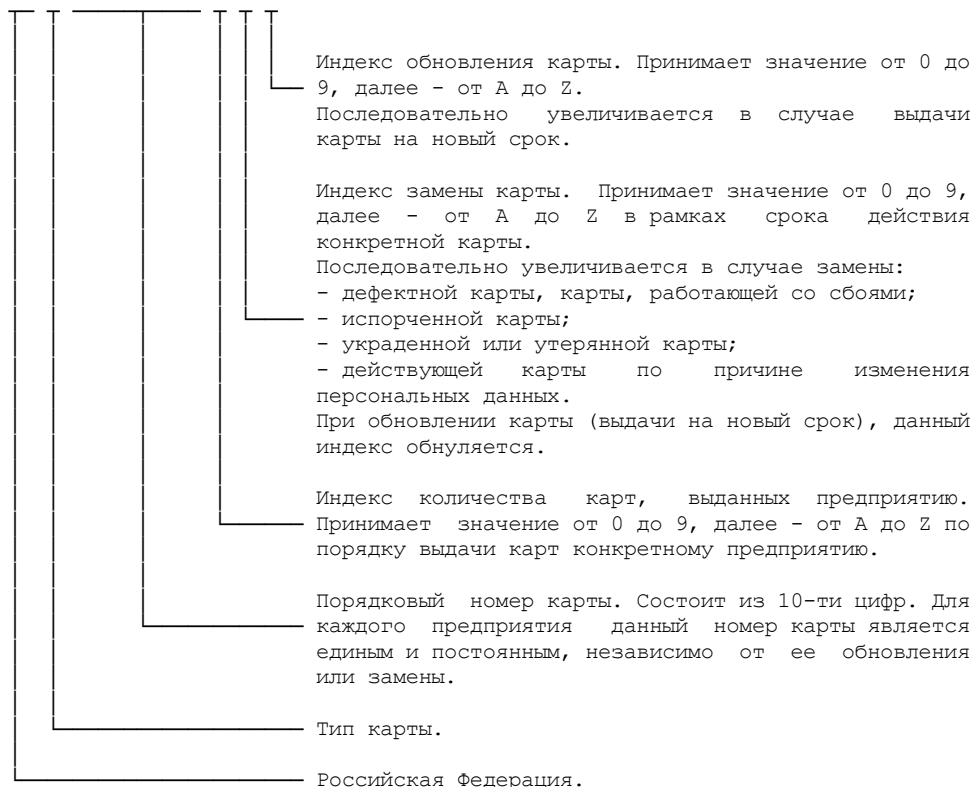 Индекс обновления карты. Принимает значение от 0 до
9, далее - от A до Z.
Последовательно увеличивается в случае выдачи
карты на новый срок.
Индекс замены карты. Принимает значение от 0 до 9,
далее - от A до Z в рамках срока действия
конкретной карты.
Последовательно увеличивается в случае замены:
- дефектной карты, карты, работающей со сбоями;
- испорченной карты;
- украденной или утерянной карты;
- действующей карты по причине изменения
персональных данных.
При обновлении карты (выдачи на новый срок), данный
индекс обнуляется.
Индекс количества карт, выданных предприятию.
Принимает значение от 0 до 9, далее - от A до Z по
порядку выдачи карт конкретному предприятию.
Порядковый номер карты. Состоит из 10-ти цифр. Для
каждого предприятия данный номер карты является
единым и постоянным, независимо от ее обновления
или замены.
Тип карты.
Российская Федерация.